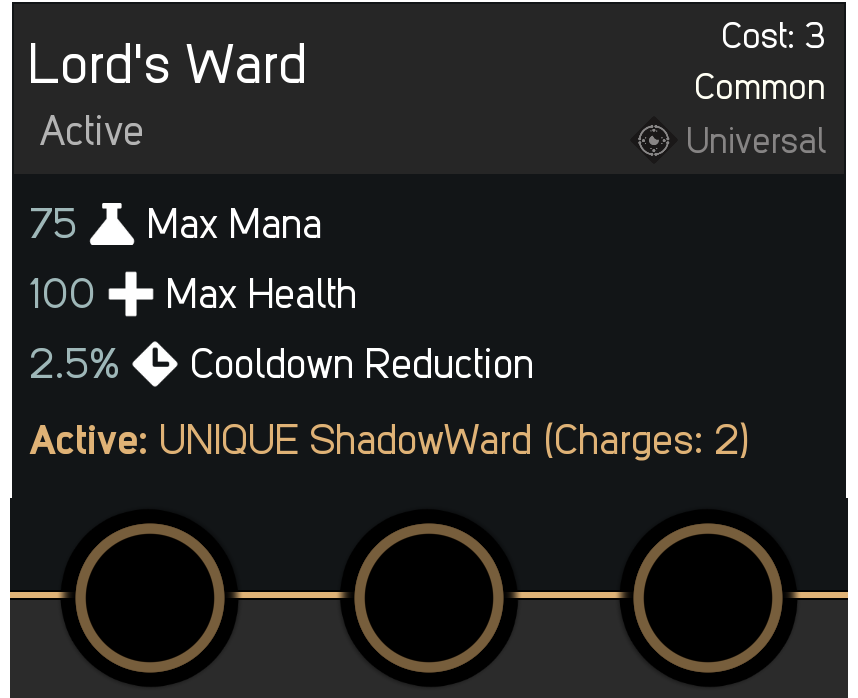 Lord's Ward
Cost: 3
Common
Active
Universal
75 Max Mana
100 Max Health
2.5% Cooldown Reduction
Active: UNIQUE ShadowWard (Charges: 2)